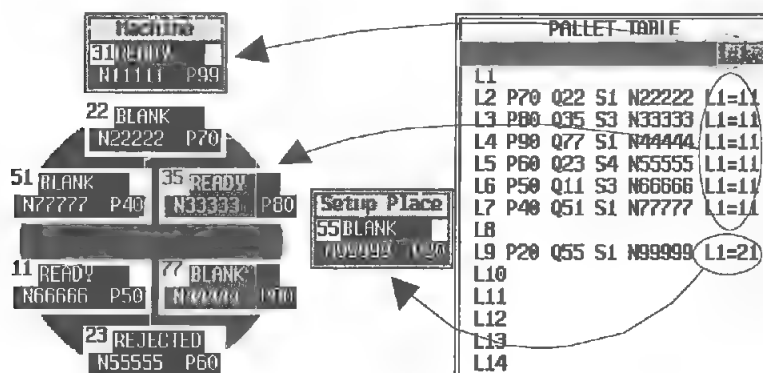 Machine
31 READY
N11111 P99
22 BLANK
N22222 P70
51 BLANK
N77777 P40
35 READY
N33333 P80
11 READY
N66666 P50
77 BLANK
23 REJECTED
N55555 P60
Setup Place
55 BLANK
PALLET TABLE
L1
L2 P70 Q22 S1 N22222 L1=11
L3 P80 Q35 S3 N33333 L1=11
L4 P90 Q77 S1 N44444 L1=11
L5 P60 Q23 S4 N55555 L1=11
L6 P50 Q11 S3 N66666 L1=11
L7 P40 Q51 S1 N77777 L1=11
L8
L9 P20 Q55 S1 N99999 L1=21
L10
L11
L12
L13
L14